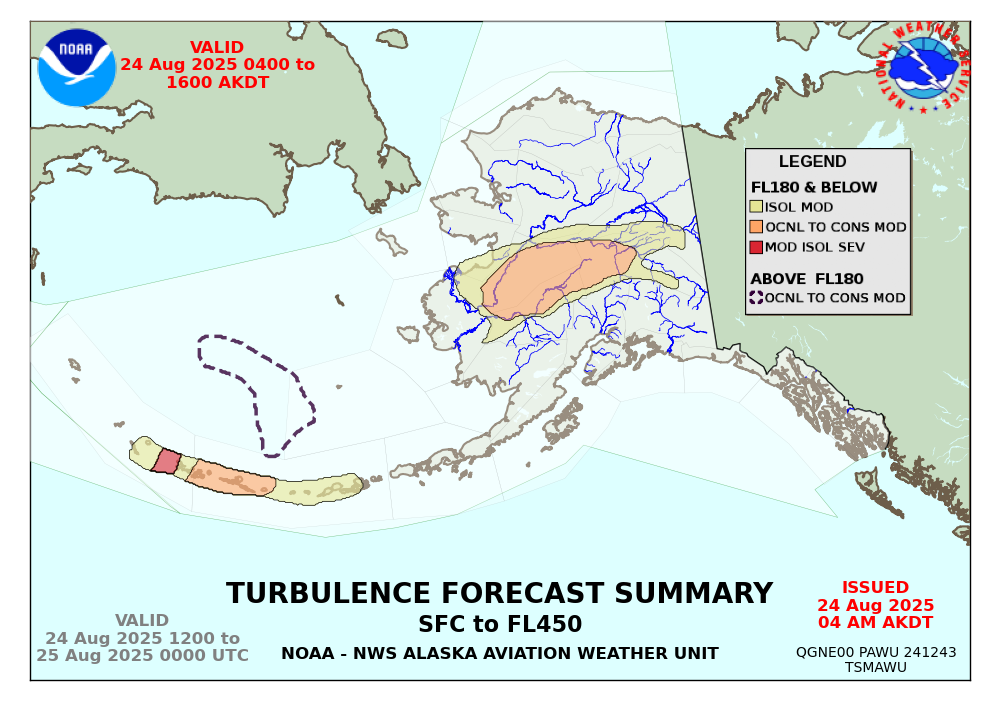 NOAA
VALID
24 Aug 2025 0400 to
1600 AKDT
NATIONAL WEATHER SERVICE
LEGEND
FL180 & BELOW
ISOL MOD
OCNL TO CONS MOD
MOD ISOL SEV
ABOVE FL180
OCNL TO CONS MOD
TURBULENCE FORECAST SUMMARY
SFC to FL450
NOAA - NWS ALASKA AVIATION WEATHER UNIT
VALID
24 Aug 2025 1200 to
25 Aug 2025 0000 UTC
ISSUED
24 Aug 2025
04 AM AKDT
QGNE00 PAWU 241243
TSMAWU